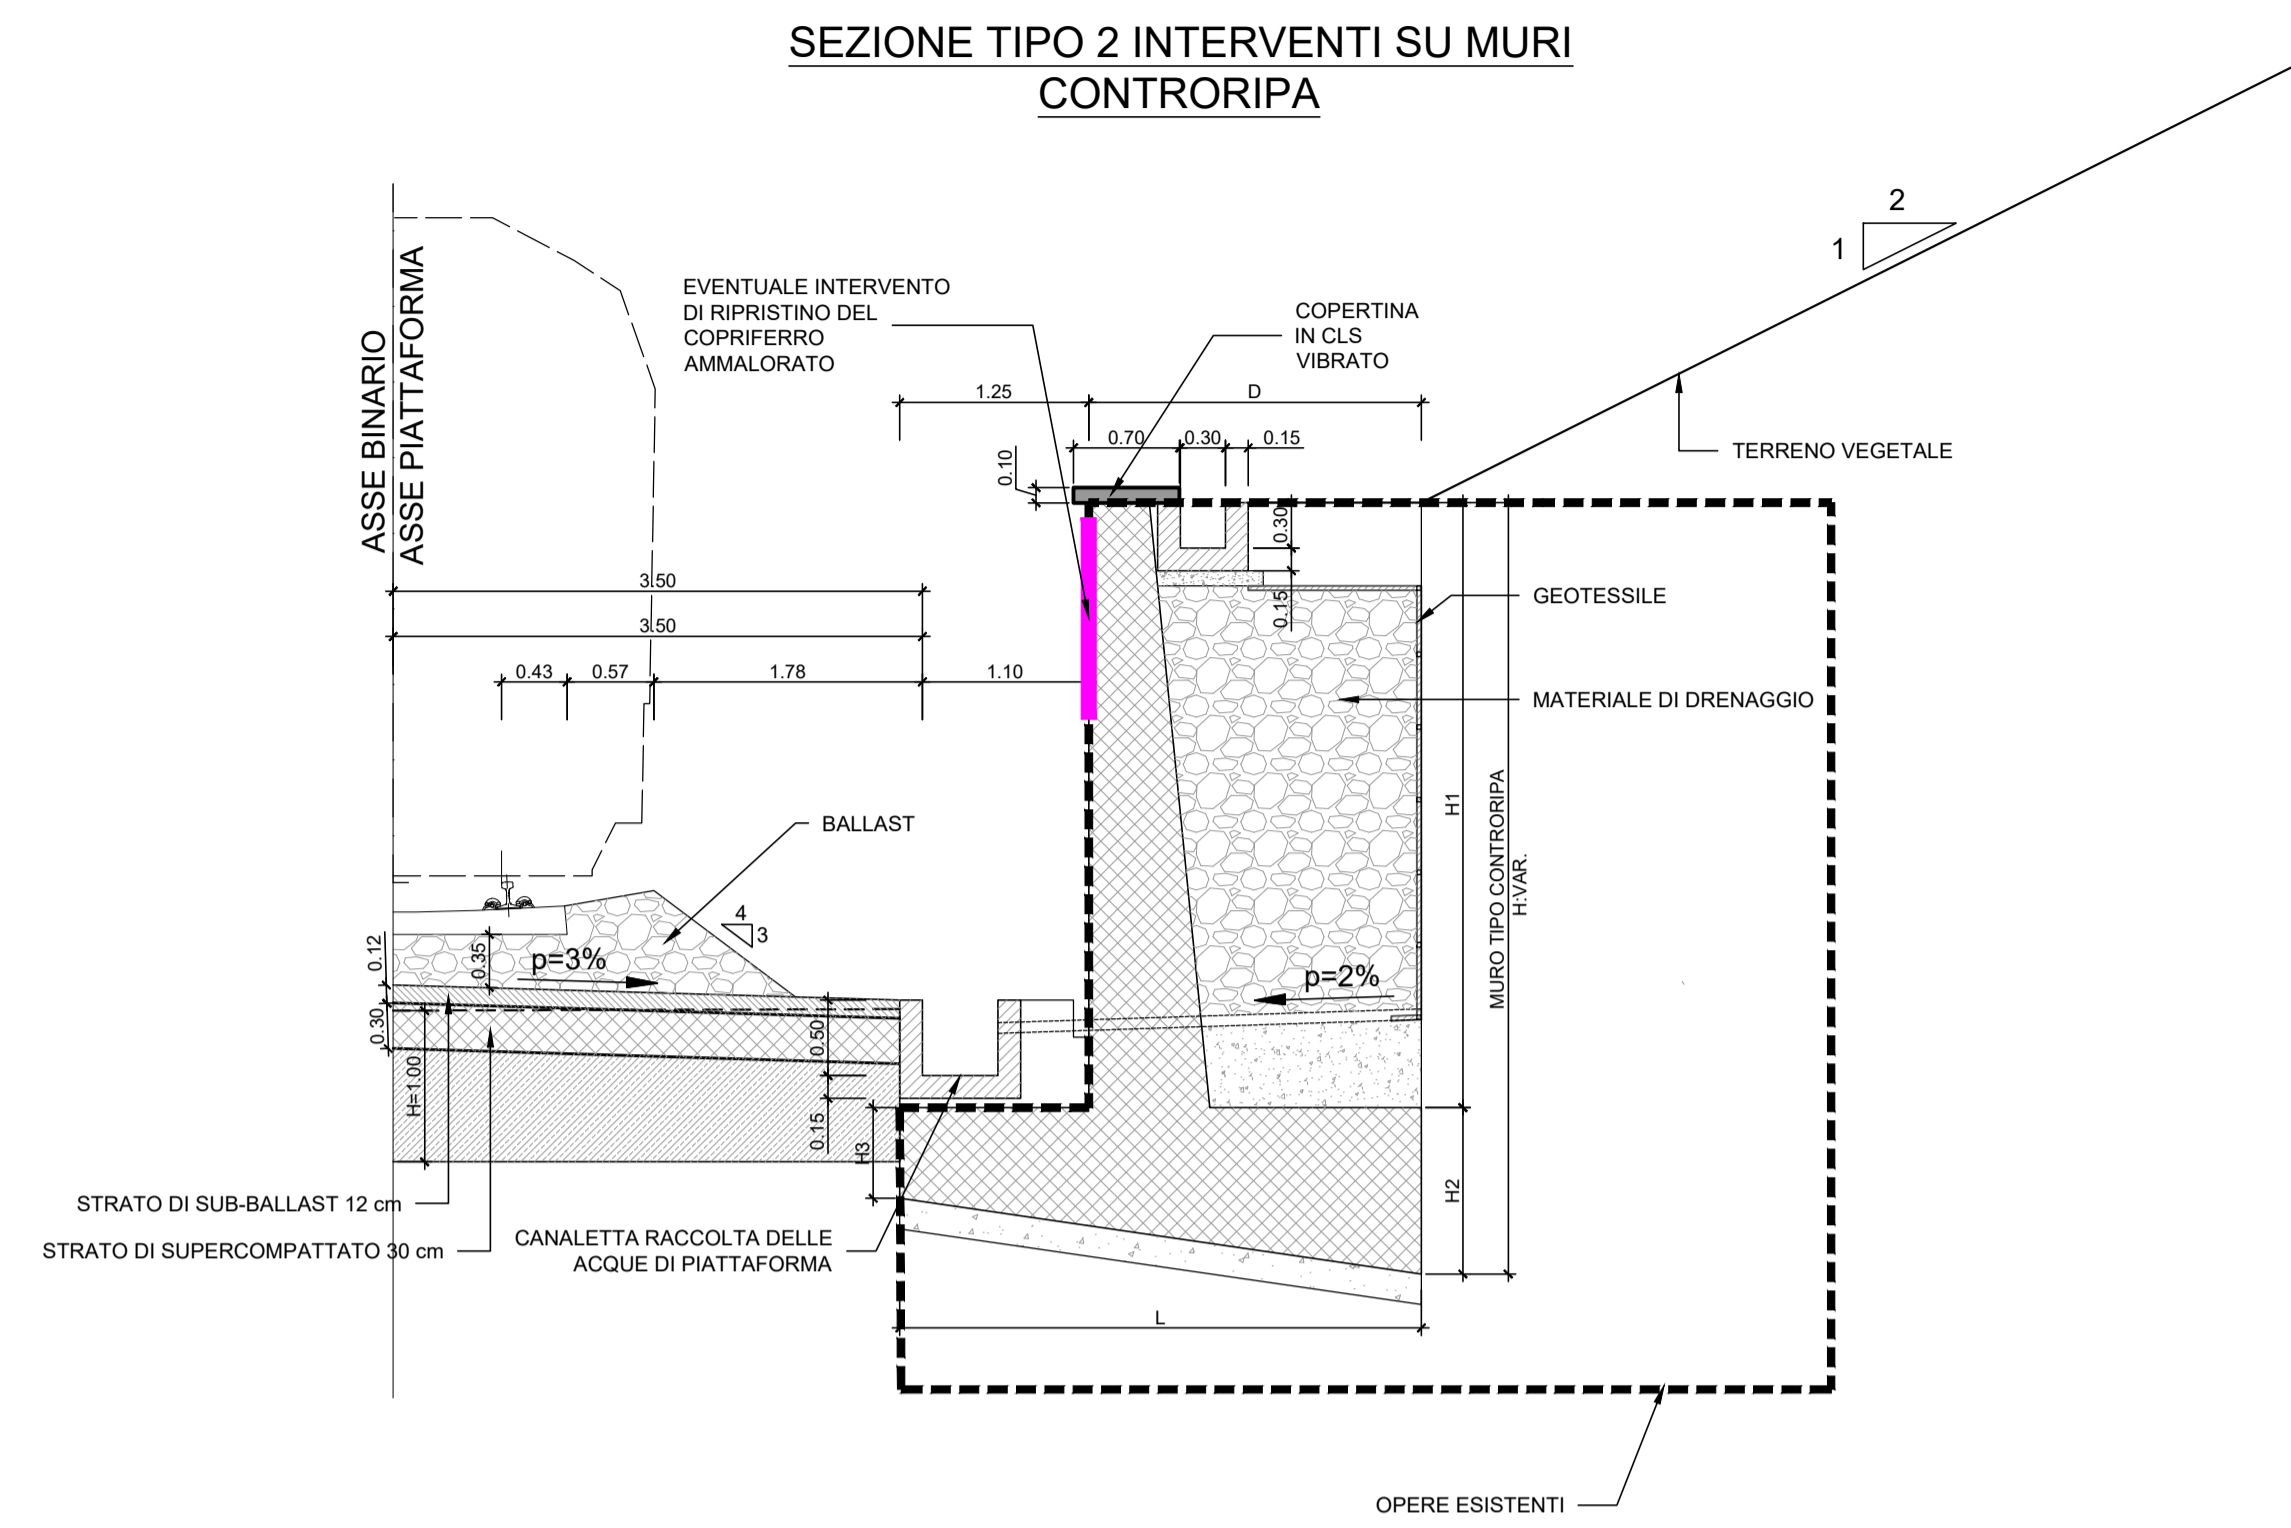 SEZIONE TIPO 2 INTERVENTI SU MURI
CONTRORIPA
2
1
ASSE BINARIO
ASSE PIATTAFORMA
EVENTUALE INTERVENTO
DI RIPRISTINO DEL
COPRIFERRO
AMMALORATO
COPERTINA
IN CLS
VIBRATO
1.25
D
0.70
0.30
0.15
0.10
TERRENO VEGETALE
0.30
0.15
3.50
3.50
GEOTESSILE
0.43
0.57
1.78
1.10
MATERIALE DI DRENAGGIO
H1
MURO TIPO CONTRORIPA
H:VAR.
BALLAST
4
3
0.12
0.35
p=3%
p=2%
0.30
H=1.00
0.50
0.15
H3
H2
STRATO DI SUB-BALLAST 12 cm
STRATO DI SUPERCOMPATTATO 30 cm
CANALETTA RACCOLTA DELLE
ACQUE DI PIATTAFORMA
L
OPERE ESISTENTI